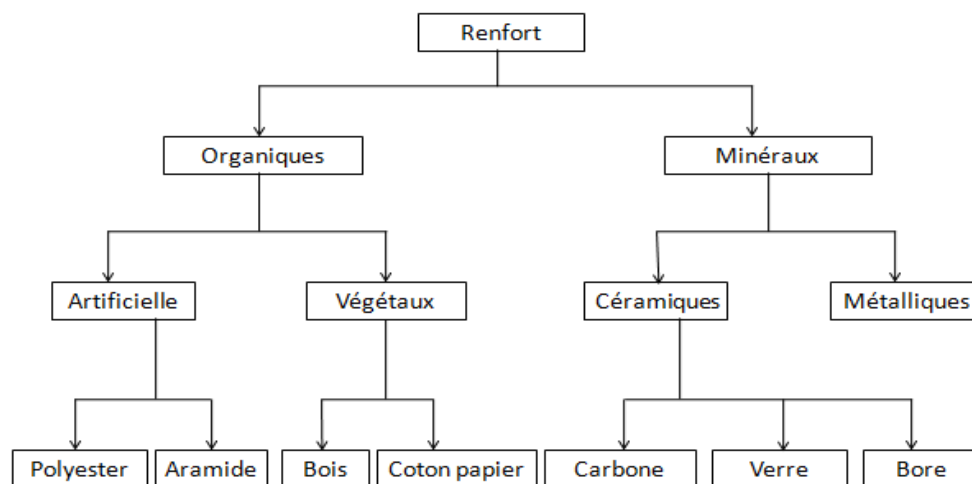 Renfort
Organiques
Minéraux
Artificielle
Végétaux
Céramiques
Métalliques
Polyester
Aramide
Bois
Coton papier
Carbone
Verre
Bore